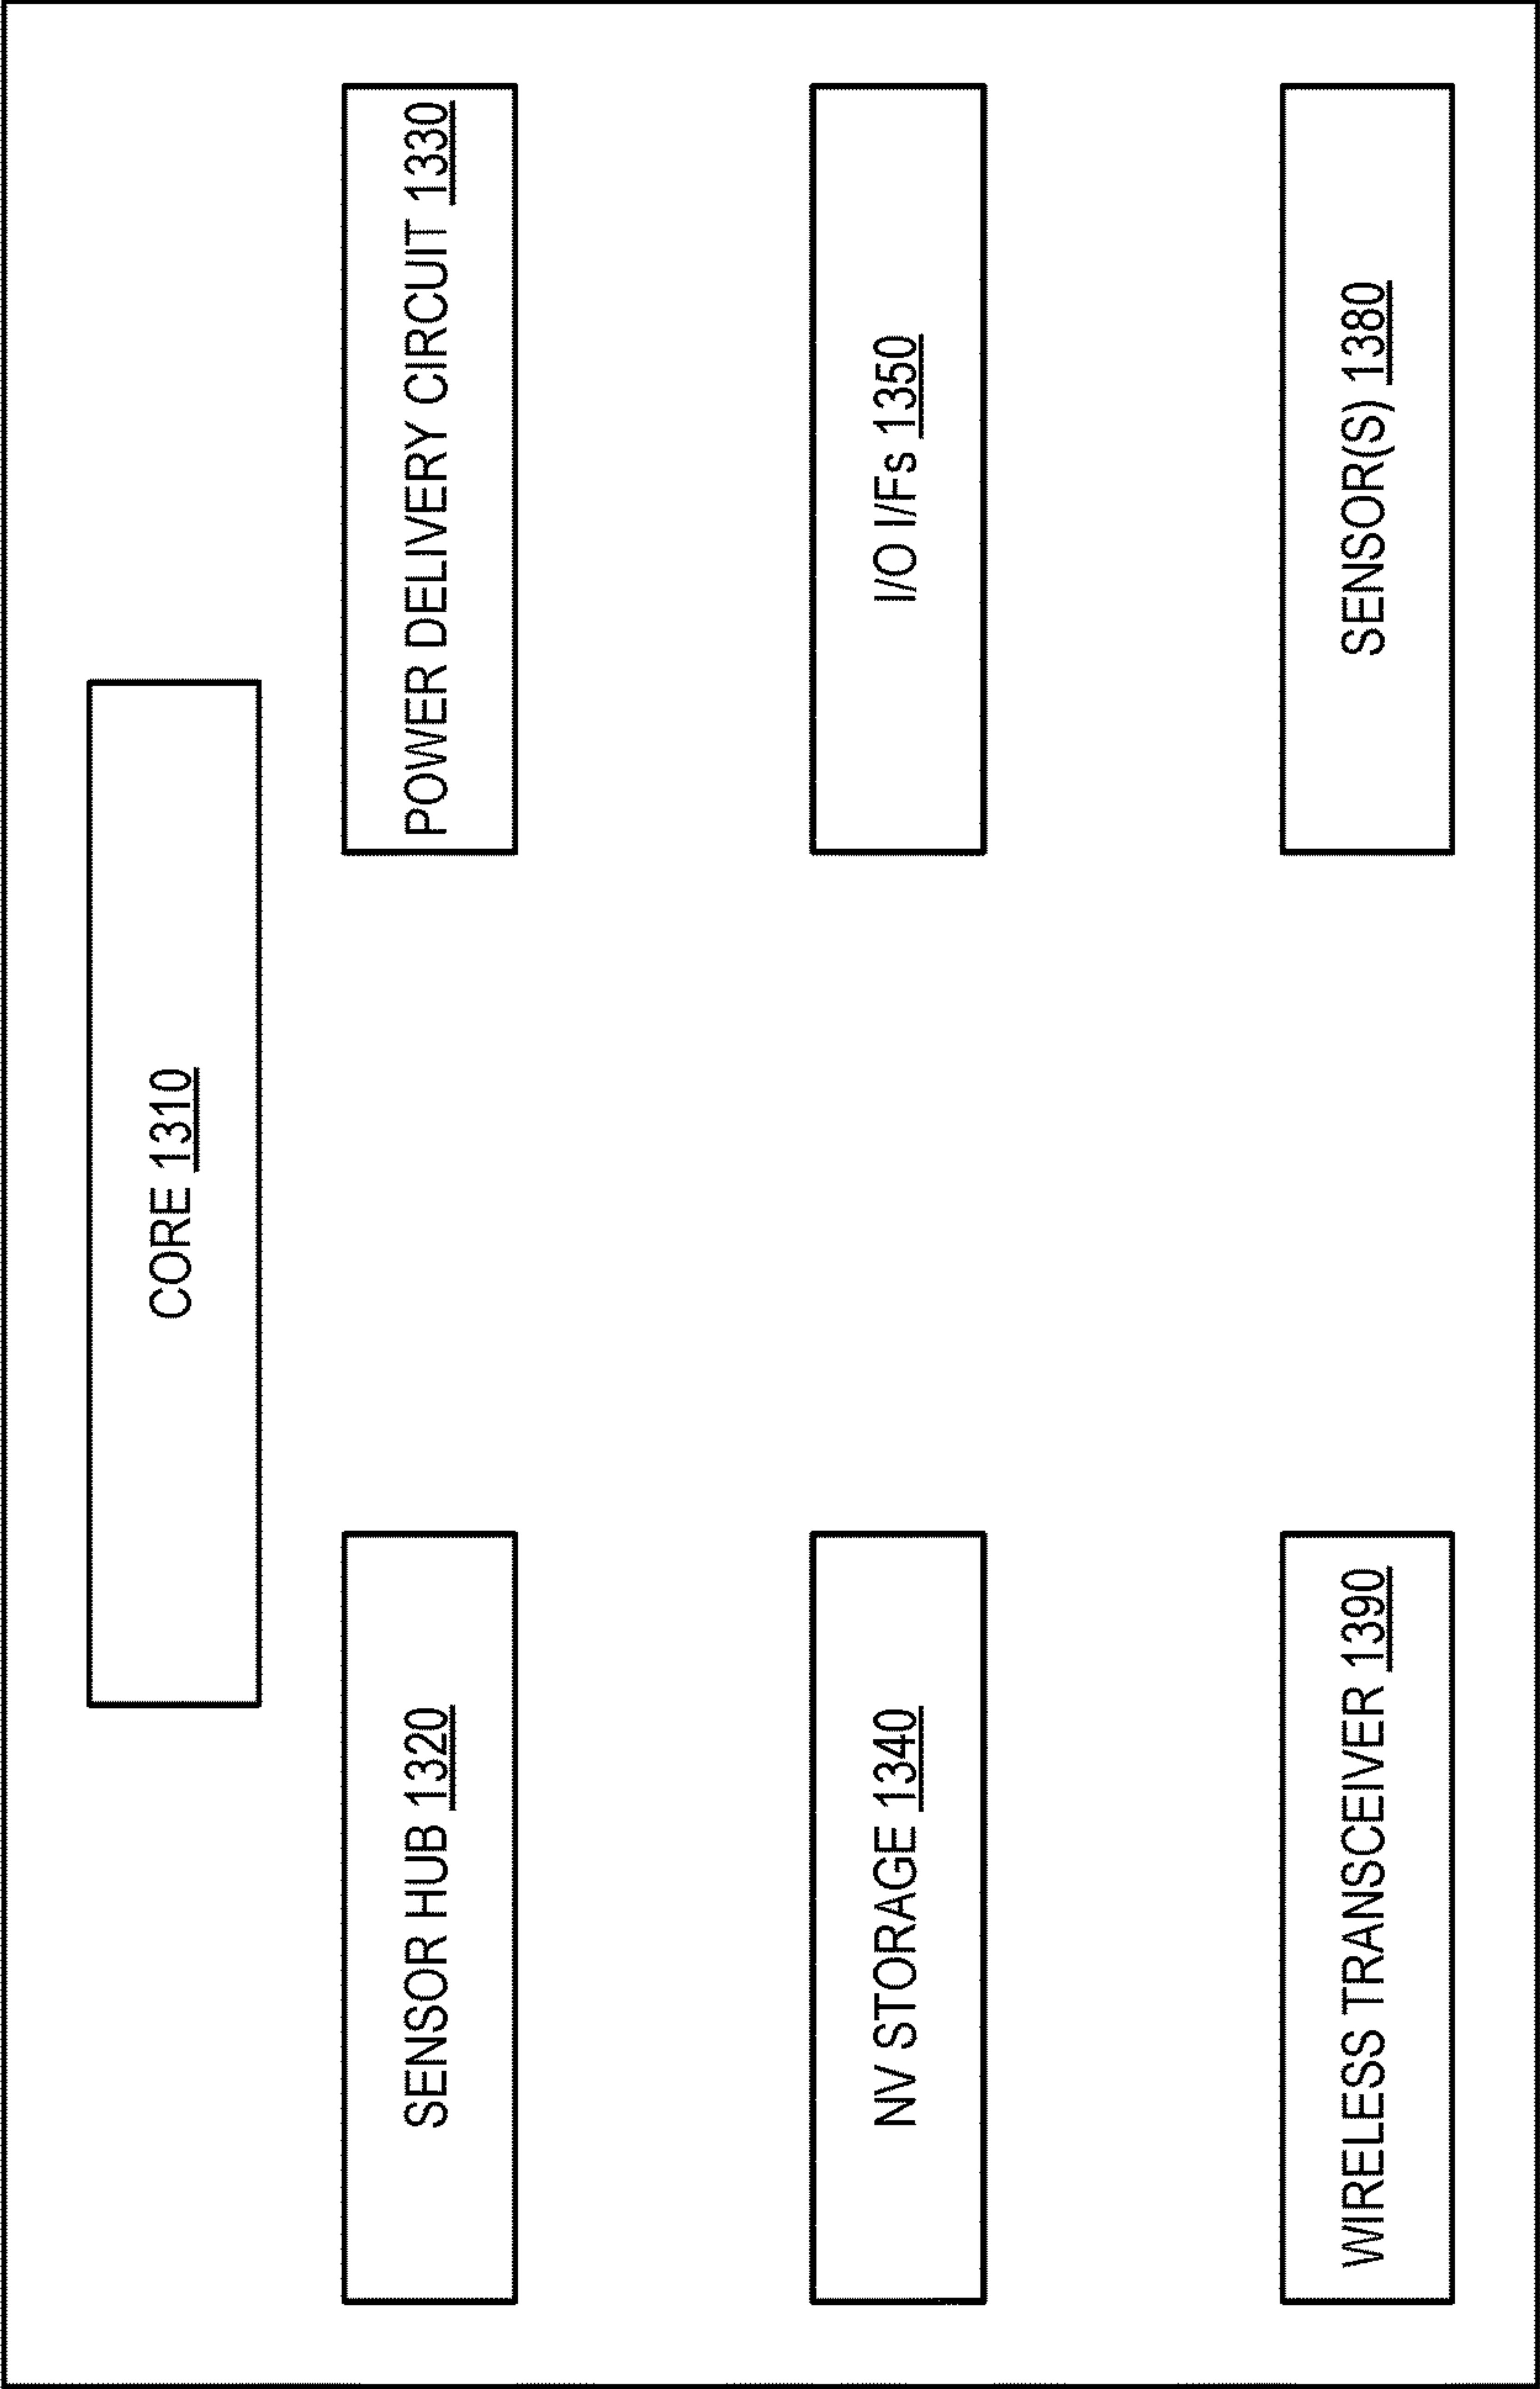 CORE 1310
SENSOR HUB 1320
POWER DELIVERY CIRCUIT 1330
NV STORAGE 1340
I/O I/Fs 1350
WIRELESS TRANSCEIVER 1390
SENSOR(S) 1380